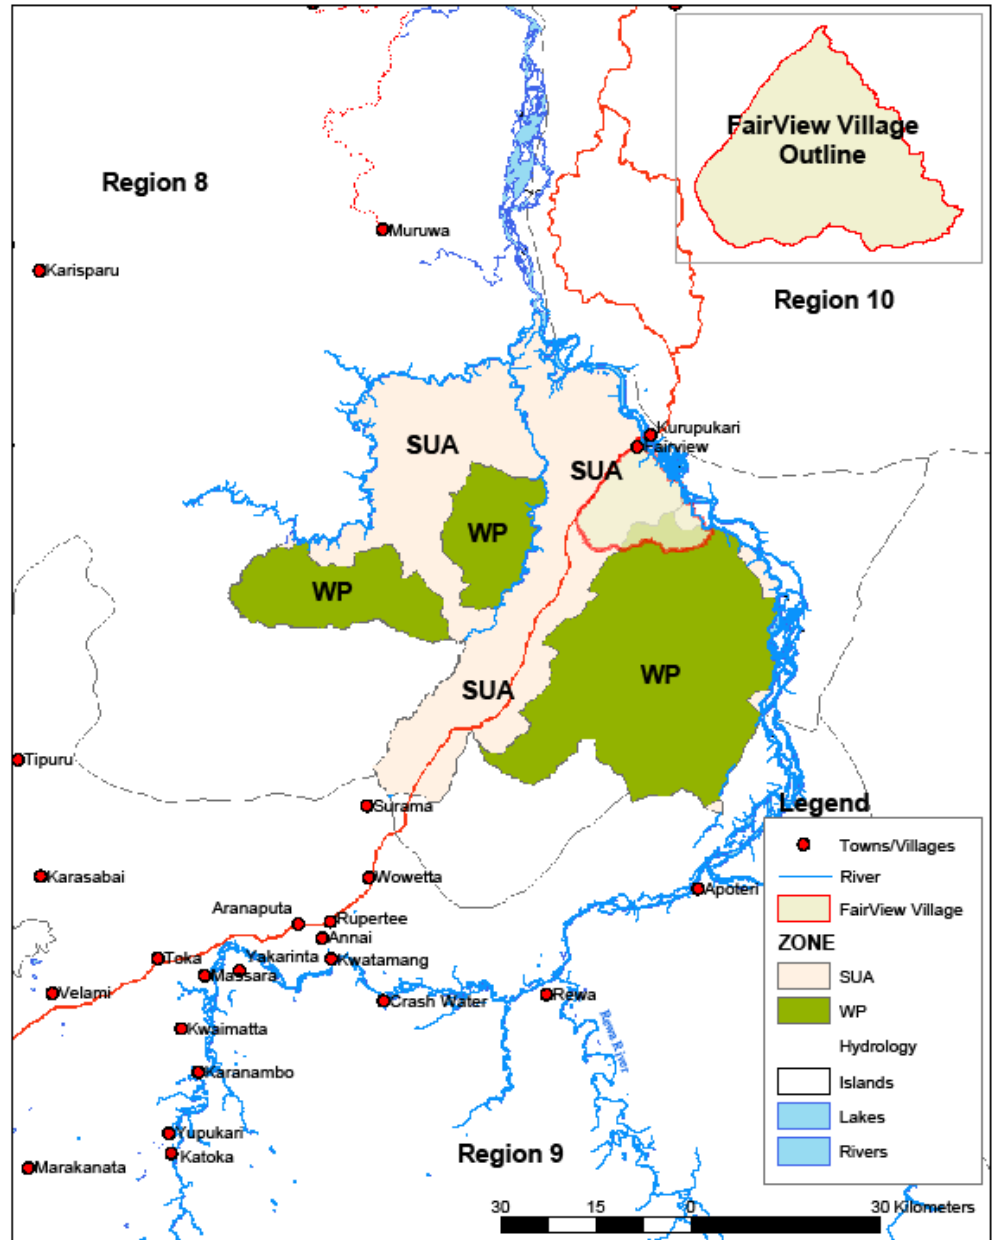 FairView Village
Outline
Region 8
Muruwa
Karisparu
Region 10
Kurupukari
Fairview
SUA
SUA
WP
WP
WP
SUA
Tipuru
Surama
Legend
Towns/Villages
River
FairView Village
ZONE
SUA
WP
Hydrology
Islands
Lakes
Rivers
Karasabai
Wowetta
Apoteri
Aranaputa
Rupertee
Annai
Toka
Yakarinta
Kwatamang
Massara
Velami
Crash Water
Rewa
Rewa River
Kwaimatta
Karanambo
Yupukari
Katoka
Marakanata
Region 9
30 15 0 30 Kilometers